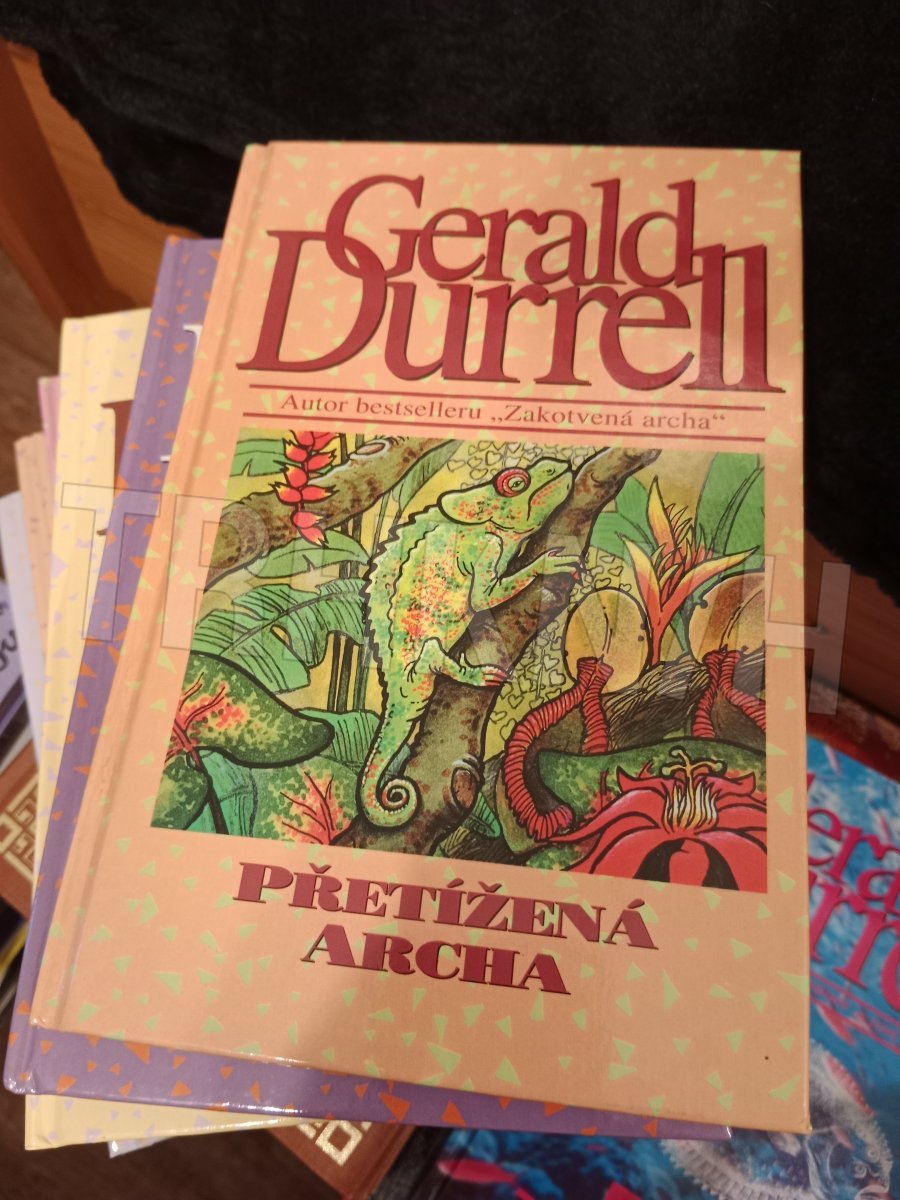 Gerald
Durrell
Autor bestselleru „Zakotvená archa“
PŘETÍŽENÁ
ARCHA